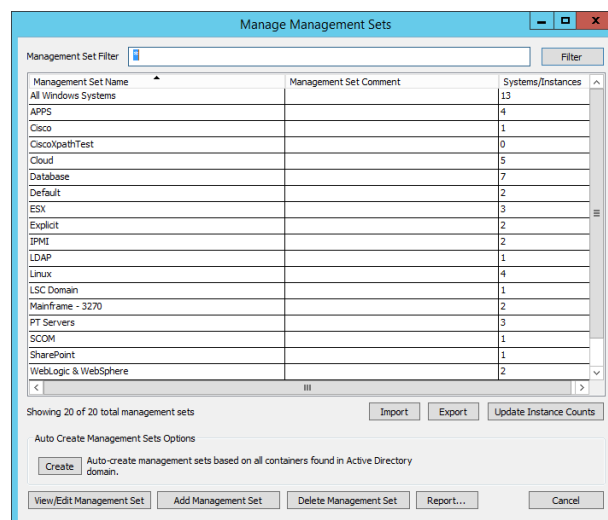 Manage Management Sets
Management Set Filter
Filter
Management Set Name Management Set Comment Systems/Instances
All Windows Systems 13
APPS 4
Cisco 1
CiscoXpathTest 0
Cloud 5
Database 7
Default 2
ESX 3
Explicit 2
IPMI 2
LDAP 1
Linux 4
LSC Domain 1
Mainframe - 3270 2
PT Servers 3
SCOM 1
SharePoint 1
WebLogic & WebSphere 2
Showing 20 of 20 total management sets
Import Export Update Instance Counts
Auto Create Management Sets Options
Create Auto-create management sets based on all containers found in Active Directory
domain.
View/Edit Management Set Add Management Set Delete Management Set Report... Cancel